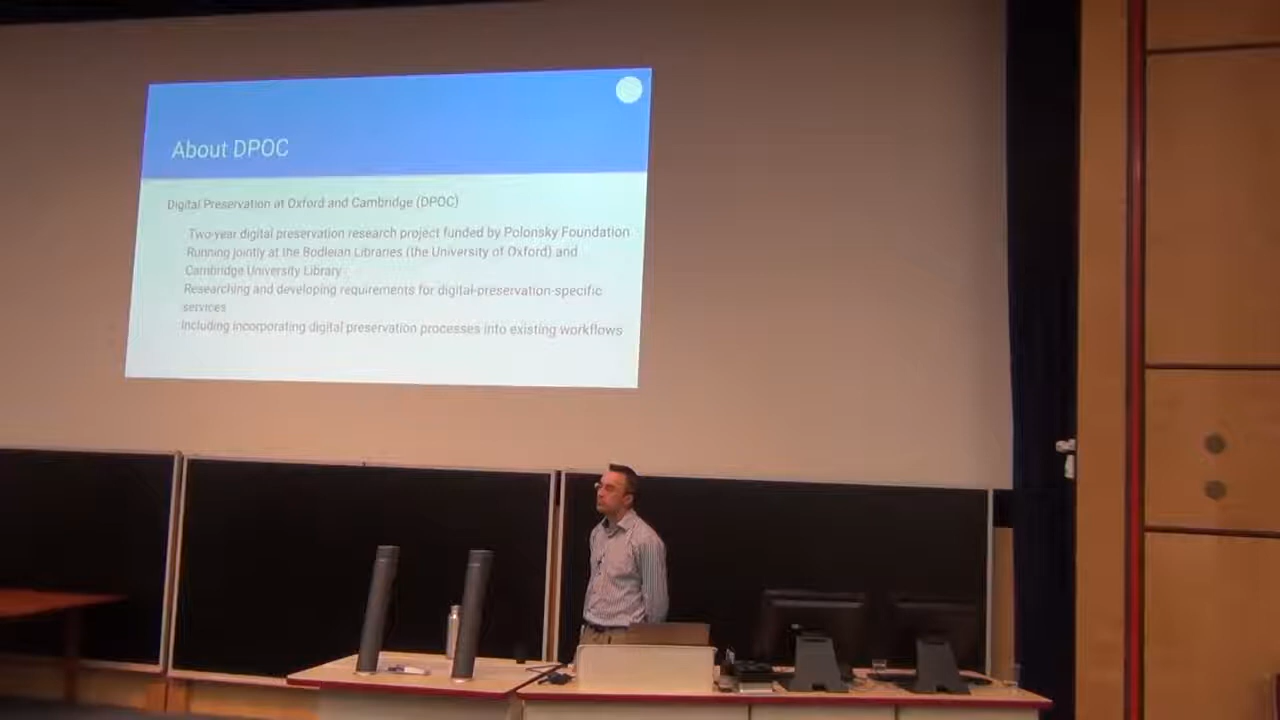 About DPOC
Digital Preservation at Oxford and Cambridge (DPOC)
Two-year digital preservation research project funded by Polonsky Foundation
Running jointly at the Bodleian Libraries (the University of Oxford) and
Cambridge University Library
Researching and developing requirements for digital-preservation-specific
services
Including incorporating digital preservation processes into existing workflows